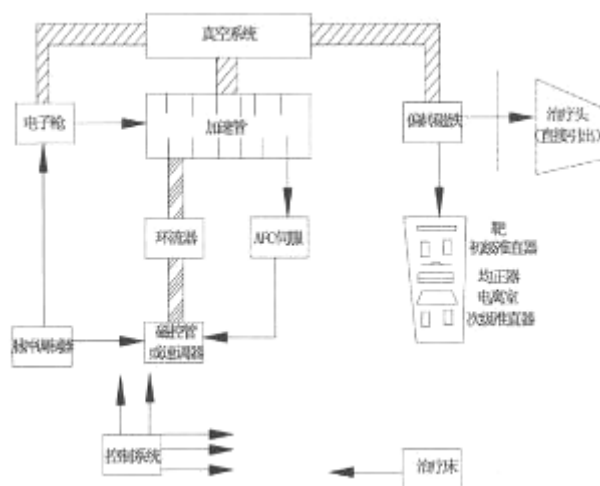 真空系统
电子枪
加速管
偏转磁铁
治疗头
(直接引出)
环流器
AFC伺服
靶
初级准直器
均正器
电离室
次级准直器
脉冲调制器
磁控管
或速调器
控制系统
治疗床